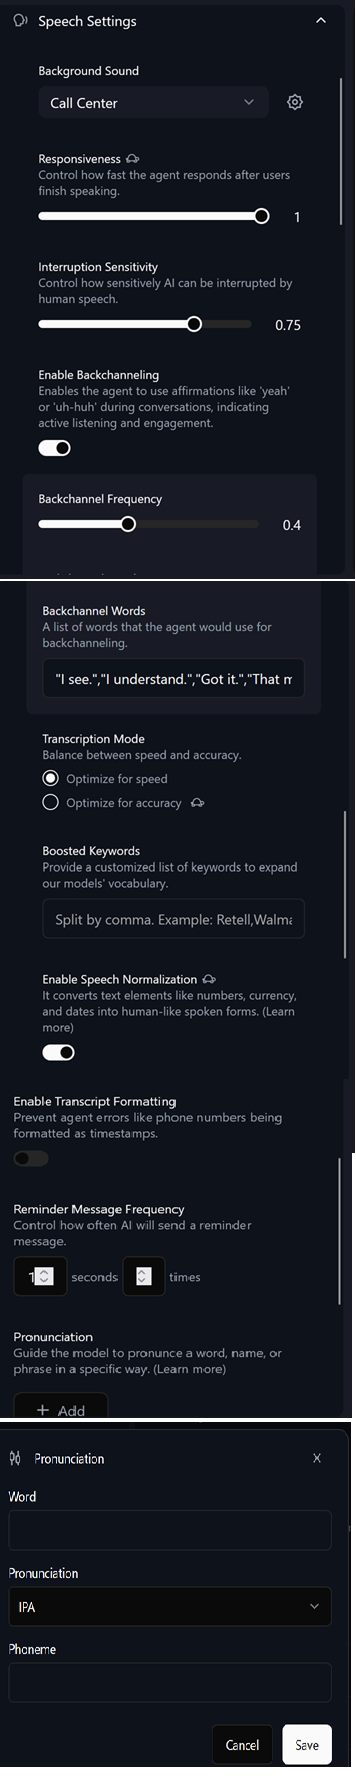 Speech Settings
Background Sound
Call Center
Responsiveness
Control how fast the agent responds after users
finish speaking.
1
Interruption Sensitivity
Control how sensitively AI can be interrupted by
human speech.
0.75
Enable Backchanneling
Enables the agent to use affirmations like 'yeah'
or 'uh-huh' during conversations, indicating
active listening and engagement.
Backchannel Frequency
0.4
Backchannel Words
A list of words that the agent would use for
backchanneling.
"I see.","I understand.","Got it.","That m
Transcription Mode
Balance between speed and accuracy.
Optimize for speed
Optimize for accuracy
Boosted Keywords
Provide a customized list of keywords to expand
our models' vocabulary.
Split by comma. Example: Retell,Walma
Enable Speech Normalization
It converts text elements like numbers, currency,
and dates into human-like spoken forms. (Learn
more)
Enable Transcript Formatting
Prevent agent errors like phone numbers being
formatted as timestamps.
Reminder Message Frequency
Control how often AI will send a reminder
message.
1 seconds times
Pronunciation
Guide the model to pronunce a word, name, or
phrase in a specific way. (Learn more)
+ Add
Pronunciation
X
Word
Pronunciation
IPA
Phoneme
Cancel Save